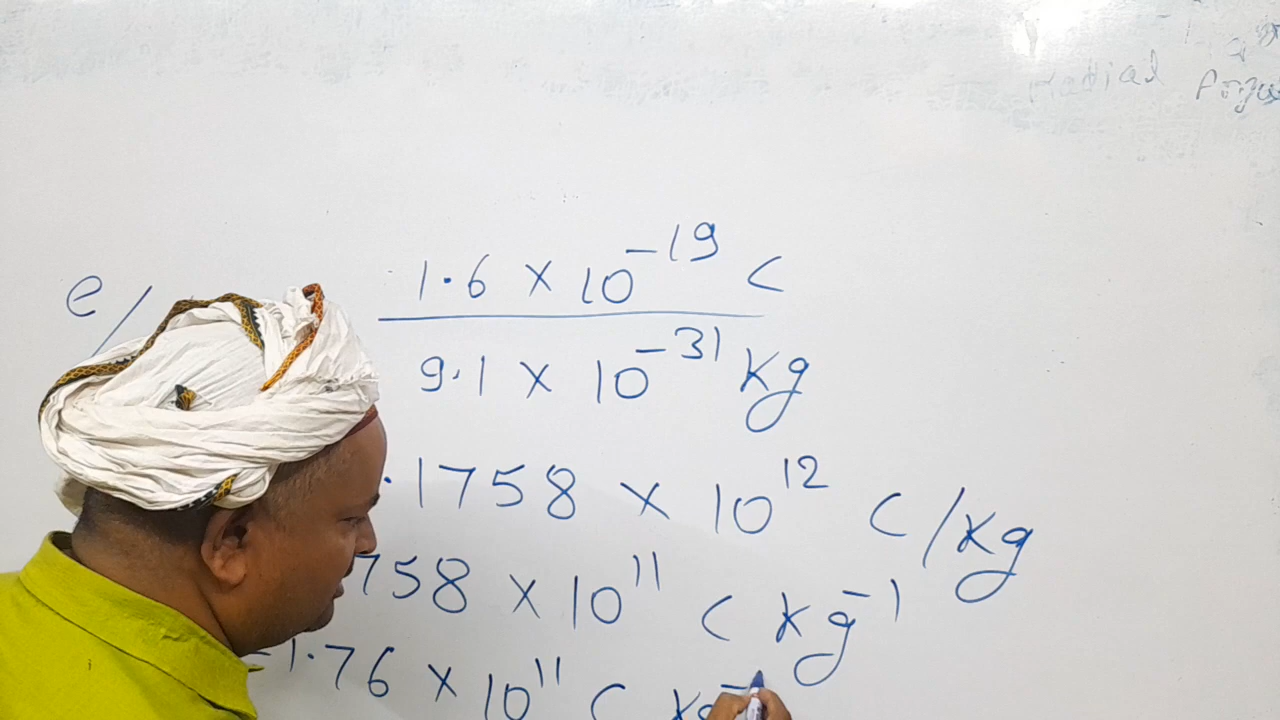 Radial
e/
1.6 × 10⁻¹⁹ C
9.1 × 10⁻³¹ Kg
.1758 × 10¹² C/Kg
758 × 10¹¹ C Kg⁻¹
=1.76 × 10¹¹ C Kg⁻